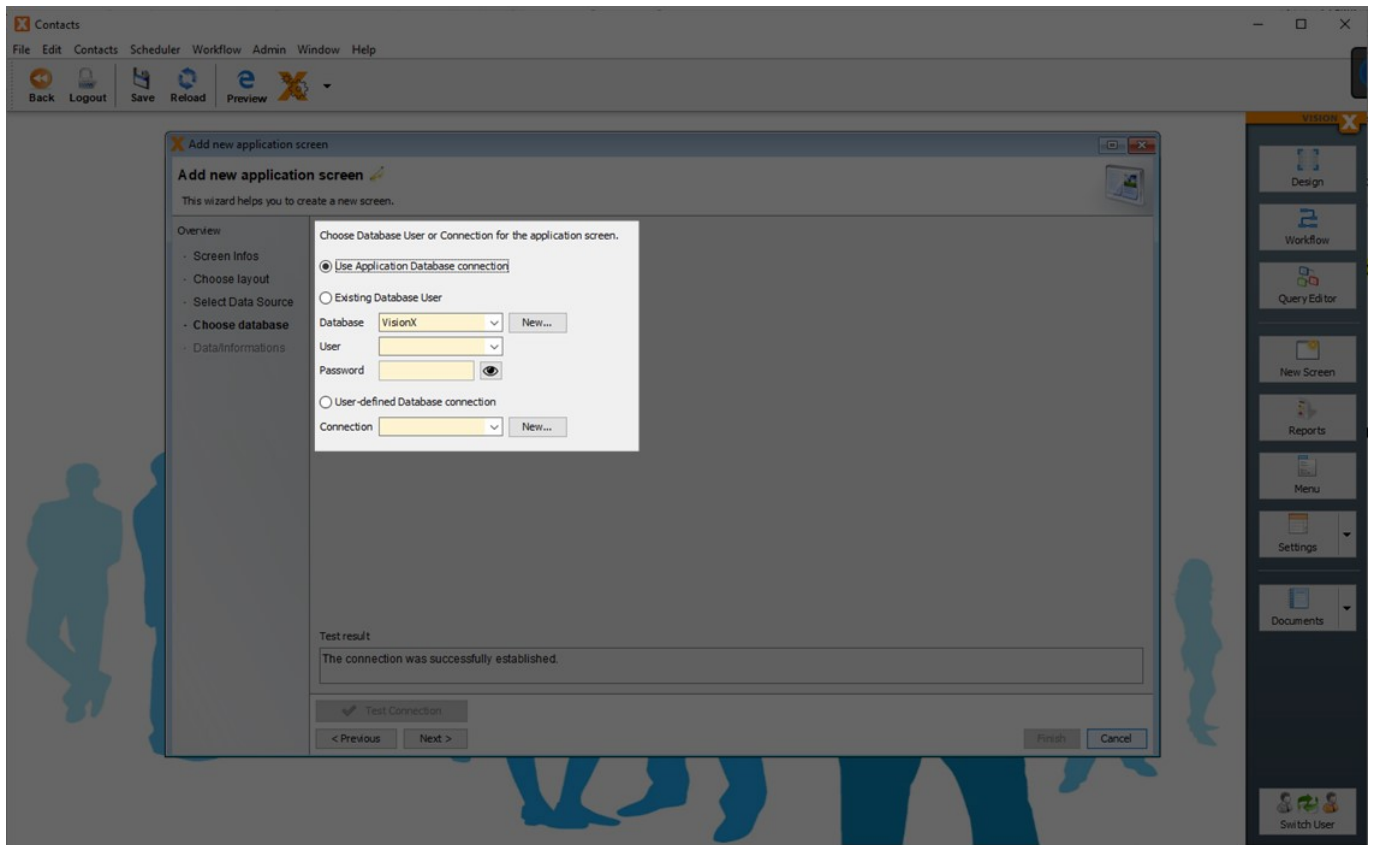 Contacts
File Edit Contacts Scheduler Workflow Admin Window Help
Back Logout Save Reload Preview
VISION X
Add new application screen
Add new application screen
This wizard helps you to create a new screen.
Overview
· Screen Infos
· Choose layout
· Select Data Source
· Choose database
· Data/Informations
Choose Database User or Connection for the application screen.
Use Application Database connection
Existing Database User
Database VisionX New...
User
Password
User-defined Database connection
Connection New...
Test result
The connection was successfully established.
Test Connection
< Previous Next > Finish Cancel
Design
Workflow
Query Editor
New Screen
Reports
Menu
Settings
Documents
Switch User